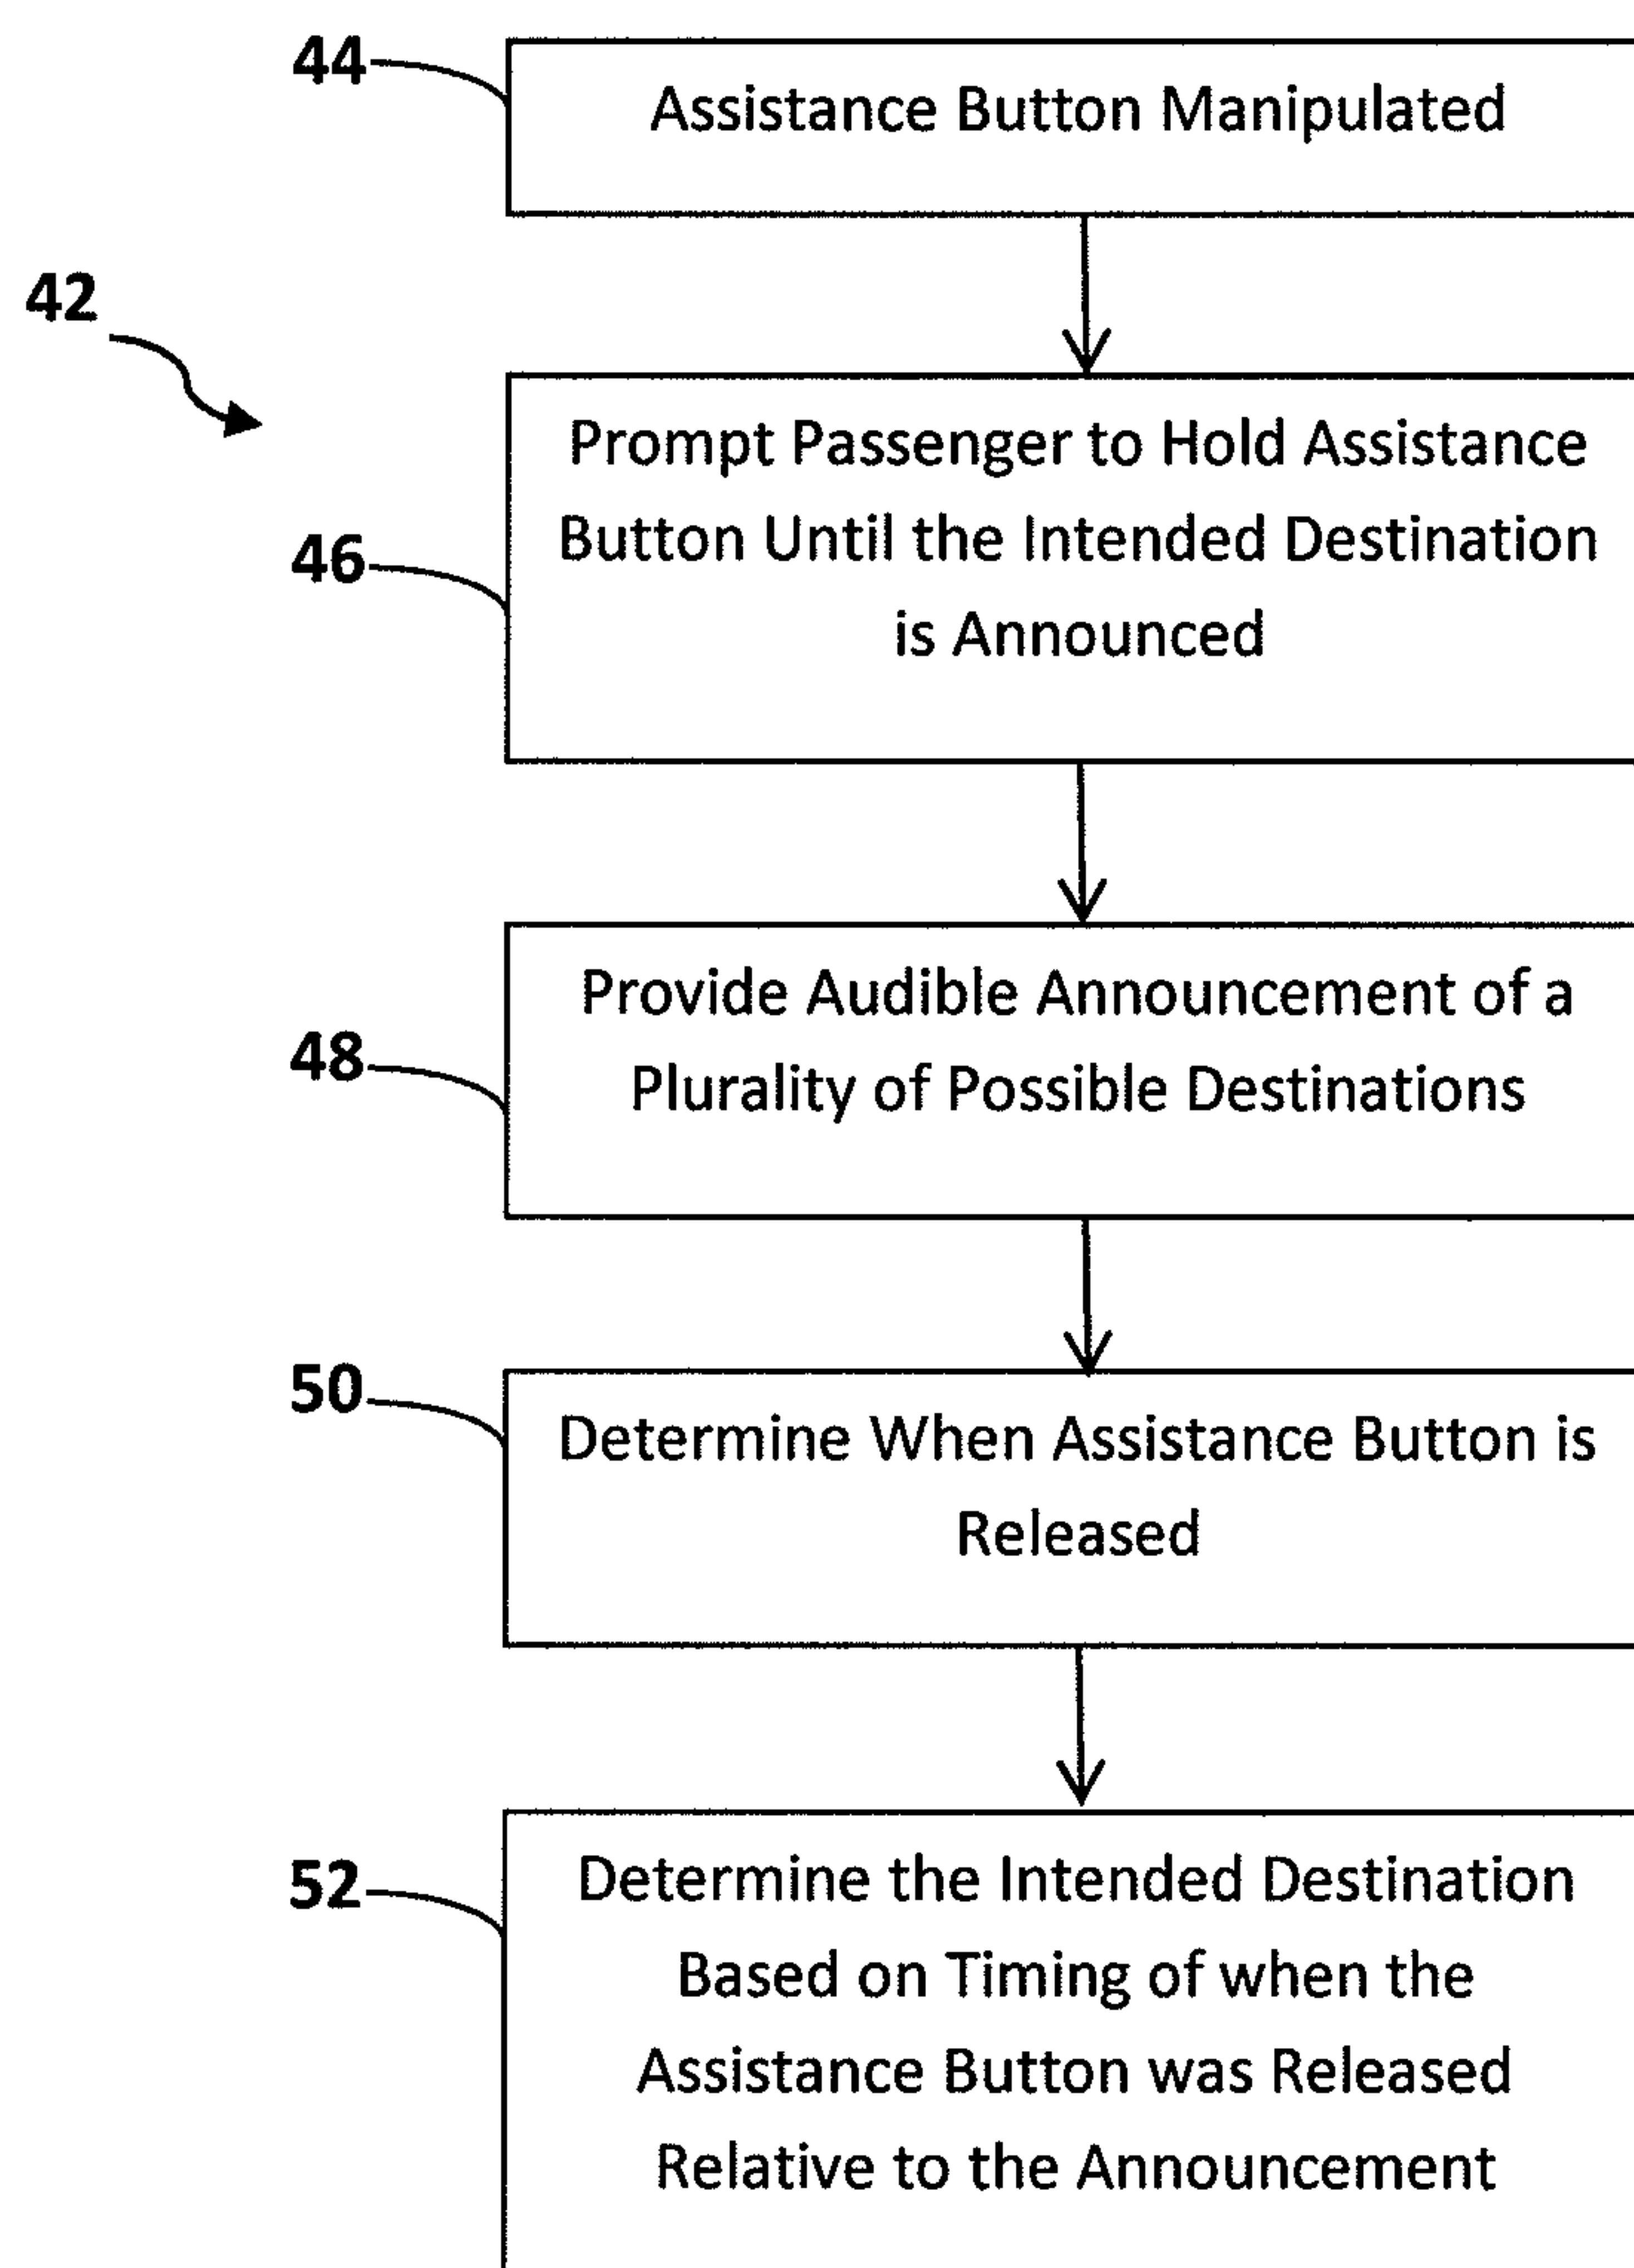 44
Assistance Button Manipulated
42
Prompt Passenger to Hold Assistance
Button Until the Intended Destination
46
is Announced
Provide Audible Announcement of a
48
Plurality of Possible Destinations
50
Determine When Assistance Button is
Released
52
Determine the Intended Destination
Based on Timing of when the
Assistance Button was Released
Relative to the Announcement